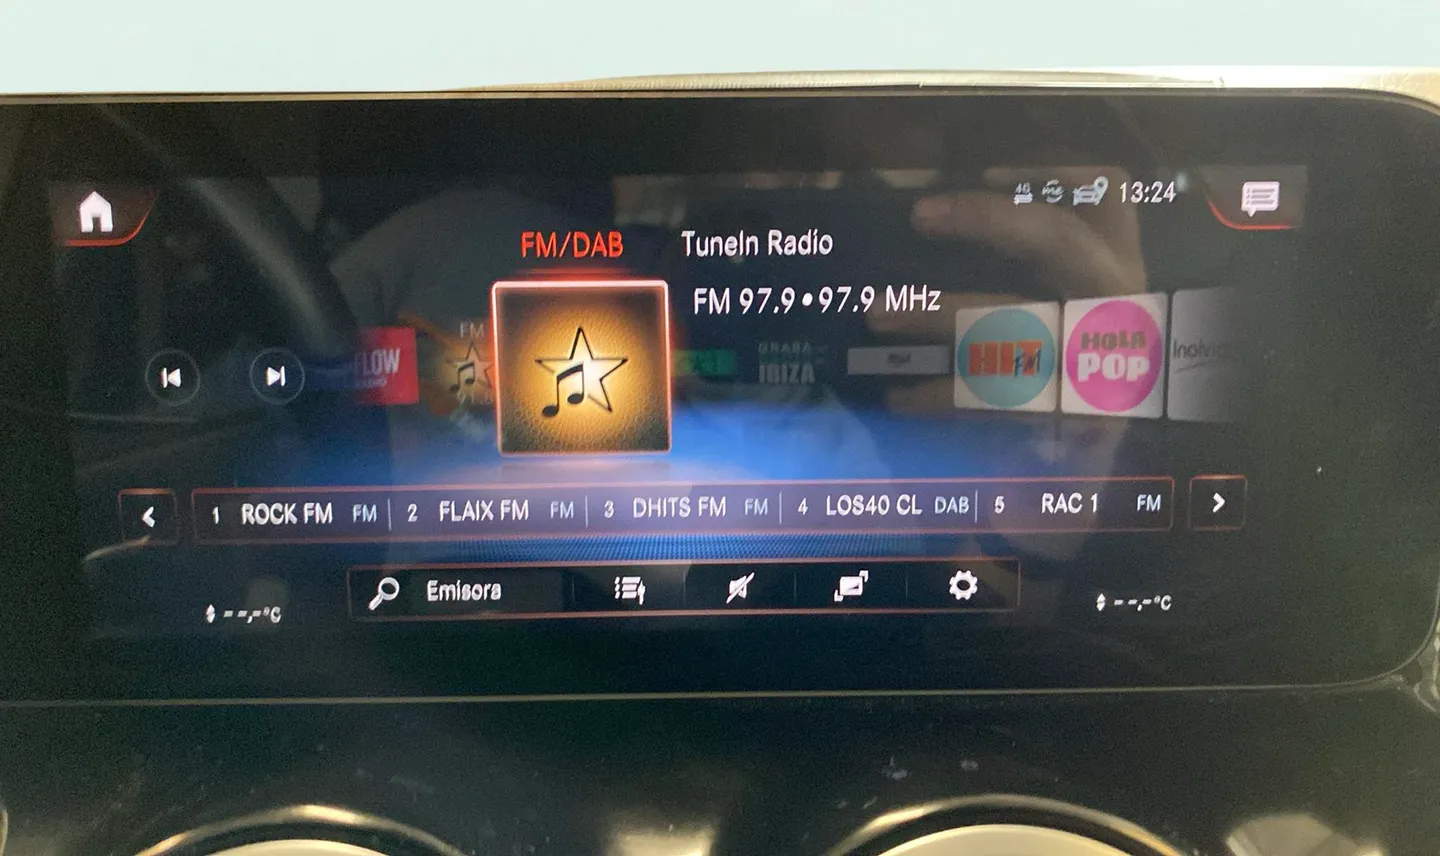 4G me 13:24
FM/DAB TuneIn Radio
FM 97.9•97.9 MHz
FLOW
FM
IBIZA
HIT FM
HOLA
POP
1 ROCK FM FM 2 FLAIX FM FM 3 DHITS FM FM 4 LOS40 CL DAB 5 RAC 1 FM
Emisora
--,-°C
--,-°C